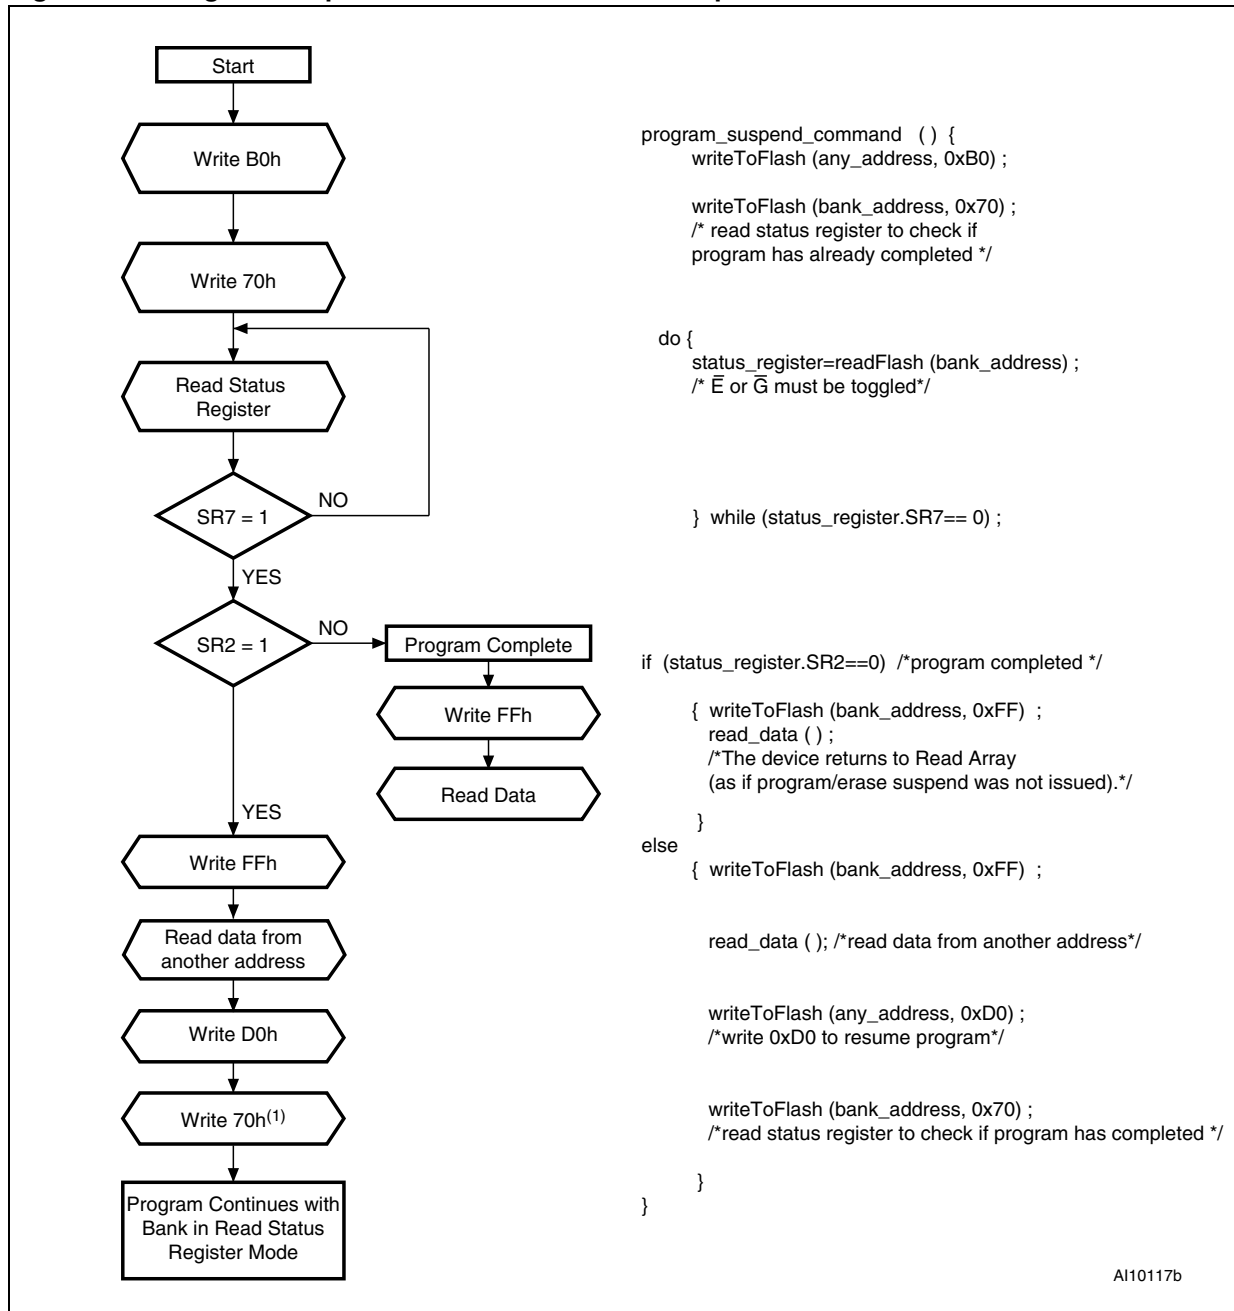 Start
Write B0h
Write 70h
Read Status
Register
SR7 = 1
NO
YES
SR2 = 1
NO
Program Complete
Write FFh
Read Data
YES
Write FFh
Read data from
another address
Write D0h
Write 70h(1)
Program Continues with
Bank in Read Status
Register Mode
program_suspend_command ( ) {
writeToFlash (any_address, 0xB0) ;
writeToFlash (bank_address, 0x70) ;
/* read status register to check if
program has already completed */
do {
status_register=readFlash (bank_address) ;
/* E̅ or G̅ must be toggled*/
} while (status_register.SR7== 0) ;
if (status_register.SR2==0) /*program completed */
{ writeToFlash (bank_address, 0xFF) ;
read_data ( ) ;
/*The device returns to Read Array
(as if program/erase suspend was not issued).*/
}
else
{ writeToFlash (bank_address, 0xFF) ;
read_data ( ); /*read data from another address*/
writeToFlash (any_address, 0xD0) ;
/*write 0xD0 to resume program*/
writeToFlash (bank_address, 0x70) ;
/*read status register to check if program has completed */
}
}
AI10117b